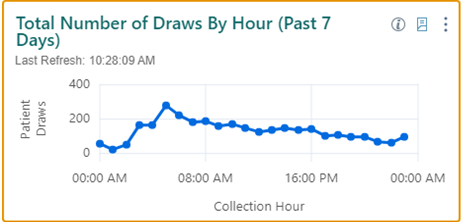 Total Number of Draws By Hour (Past 7
Days)
Last Refresh: 10:28:09 AM
Patient
Draws
400
200
0
00:00 AM 08:00 AM 16:00 PM 00:00 AM
Collection Hour